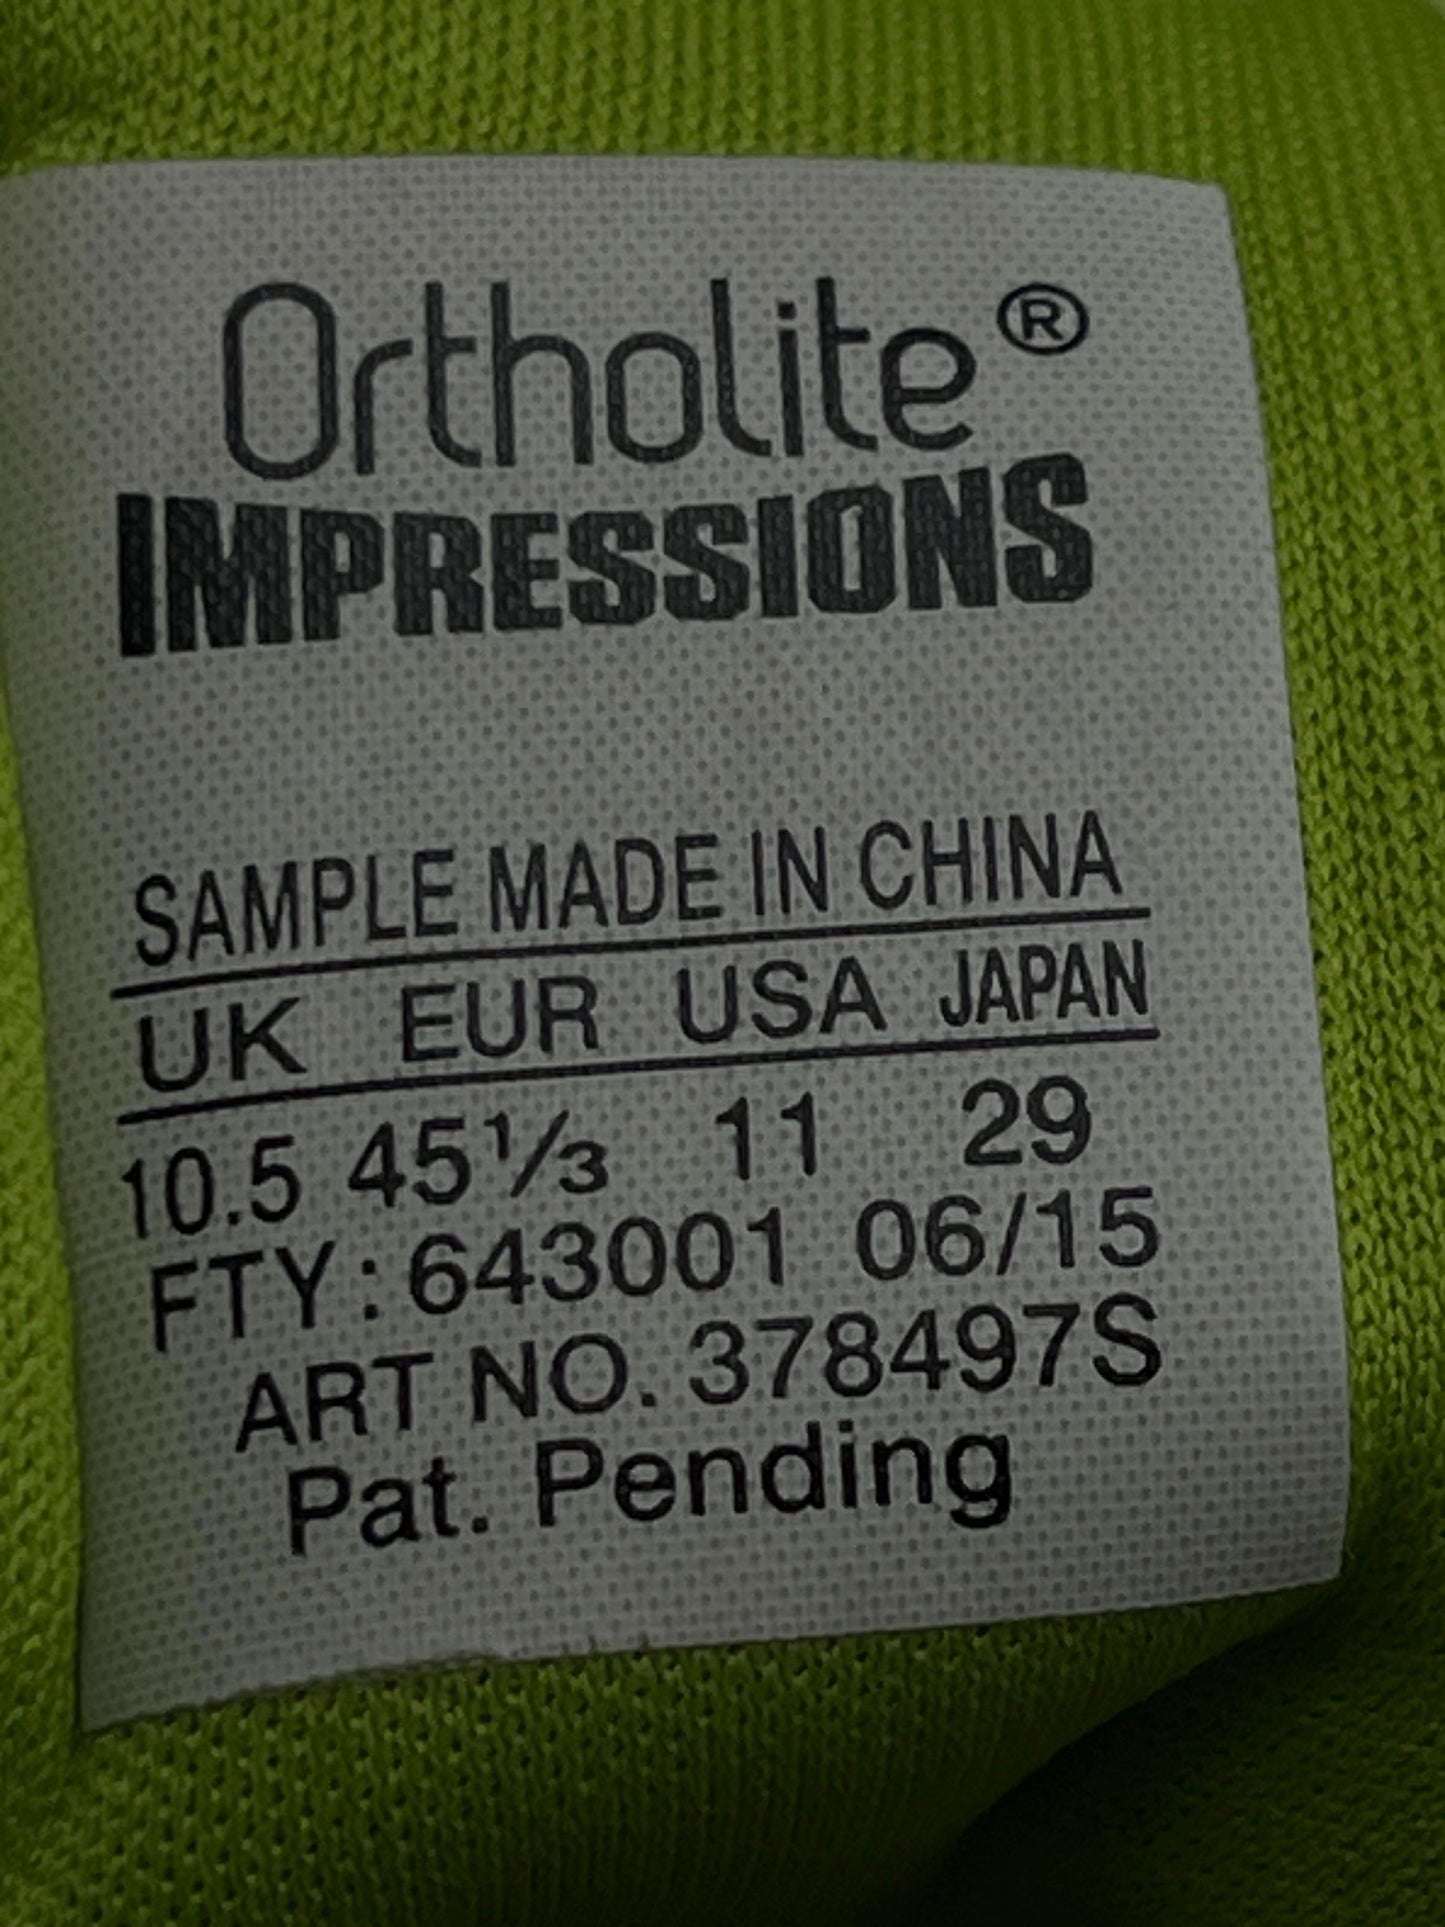 Ortholite®
IMPRESSIONS
SAMPLE MADE IN CHINA
UK EUR USA JAPAN
10.5 45⅓ 11 29
FTY: 643001 06/15
ART NO. 378497S
Pat. Pending